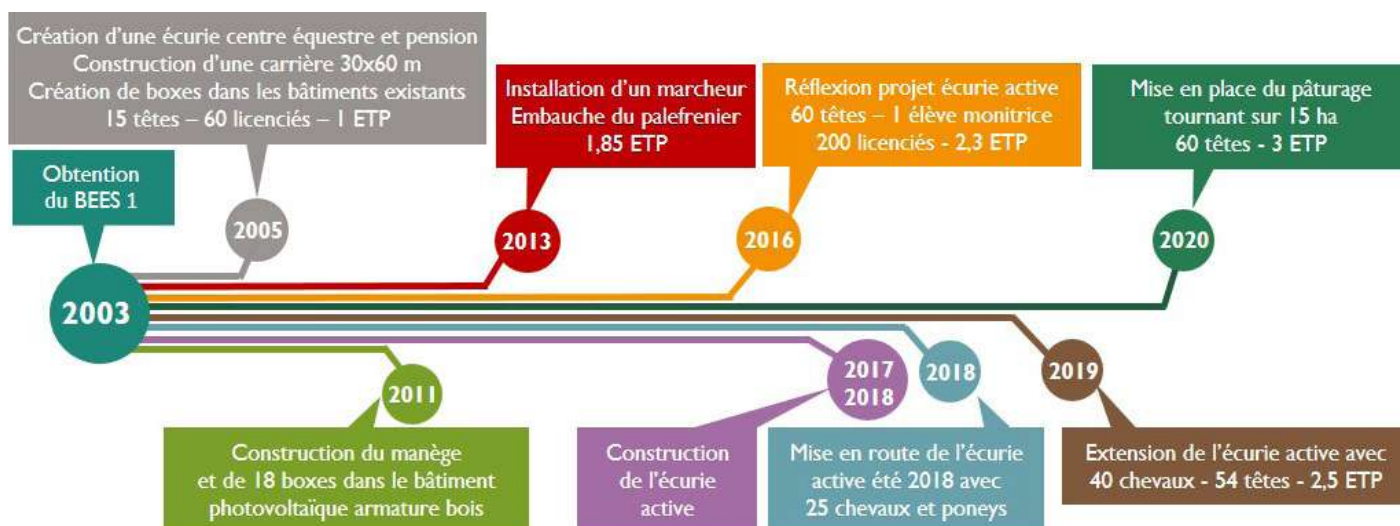 Création d'une écurie centre équestre et pension
Construction d'une carrière 30x60 m
Création de boxes dans les bâtiments existants
15 têtes – 60 licenciés – 1 ETP
Installation d'un marcheur
Embauche du palefrenier
1,85 ETP
Réflexion projet écurie active
60 têtes – 1 élève monitrice
200 licenciés - 2,3 ETP
Mise en place du pâturage
tournant sur 15 ha
60 têtes - 3 ETP
Obtention
du BEES 1
2005
2013
2016
2020
2003
2011
2017
2018
2018
2019
Construction du manège
et de 18 boxes dans le bâtiment
photovoltaïque armature bois
Construction
de l'écurie
active
Mise en route de l'écurie
active été 2018 avec
25 chevaux et poneys
Extension de l'écurie active avec
40 chevaux - 54 têtes - 2,5 ETP